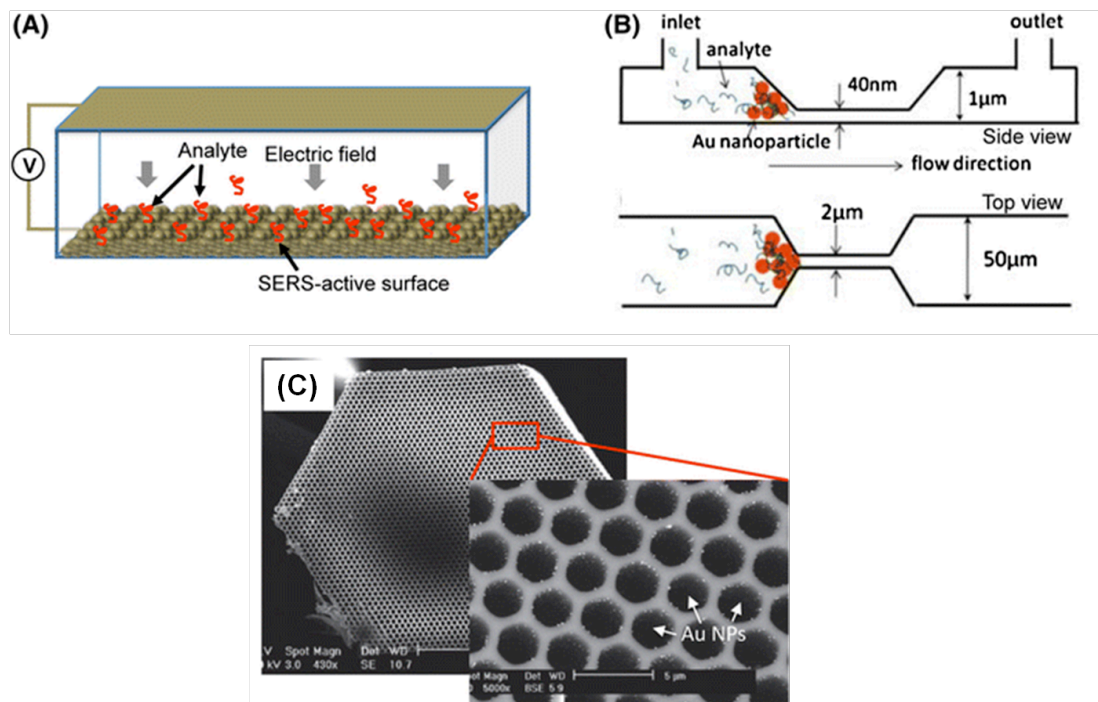 (A)
V
Analyte
Electric field
SERS-active surface
(B)
inlet
outlet
analyte
40nm
1µm
Au nanoparticle
Side view
flow direction
Top view
2µm
50µm
(C)
V Spot Magn Det WD
kV 3.0 430x SE 10.7
Au NPs
Spot Magn Det WD
5000x BSE 5.9
5 µm